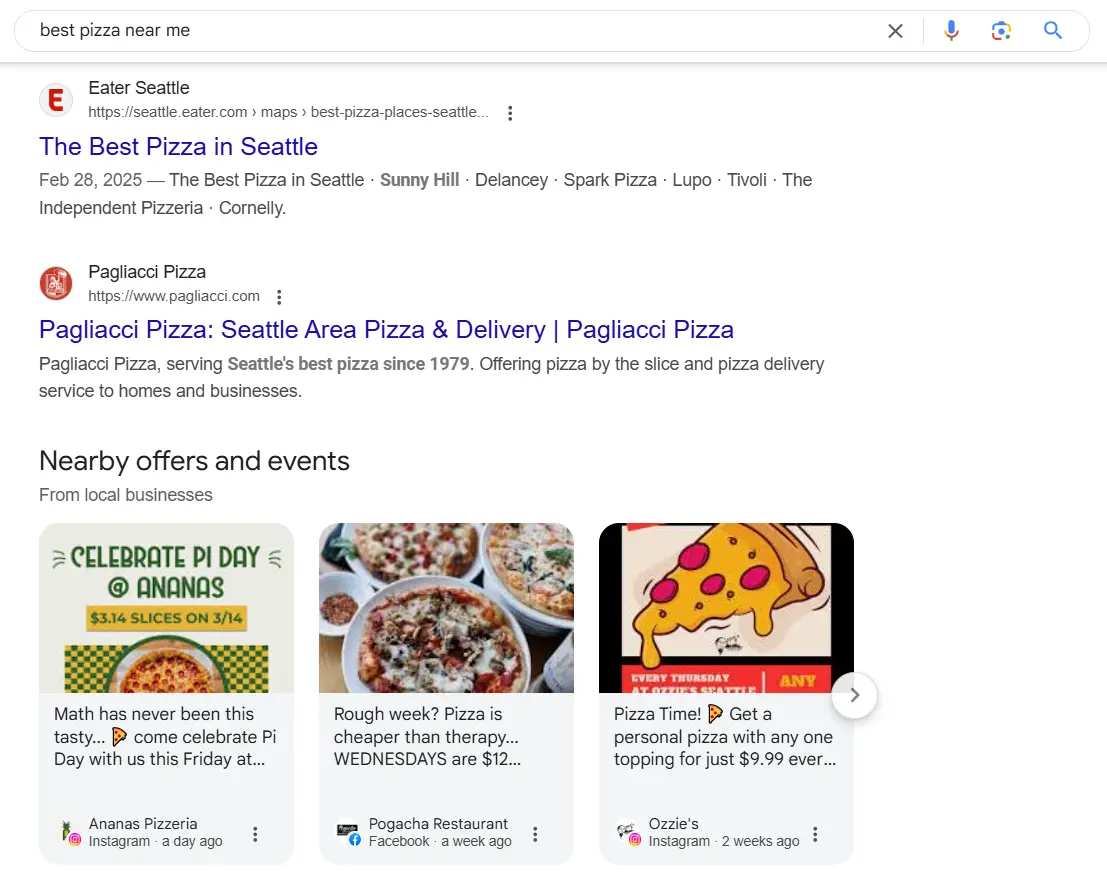 best pizza near me
Eater Seattle
https://seattle.eater.com › maps › best-pizza-places-seattle...
The Best Pizza in Seattle
Feb 28, 2025 — The Best Pizza in Seattle · Sunny Hill · Delancey · Spark Pizza · Lupo · Tivoli · The
Independent Pizzeria · Cornelly.
Pagliacci Pizza
https://www.pagliacci.com
Pagliacci Pizza: Seattle Area Pizza & Delivery | Pagliacci Pizza
Pagliacci Pizza, serving Seattle's best pizza since 1979. Offering pizza by the slice and pizza delivery
service to homes and businesses.
Nearby offers and events
From local businesses
CELEBRATE PI DAY
@ ANANAS
$3.14 SLICES ON 3/14
Math has never been this
tasty... 🍕 come celebrate Pi
Day with us this Friday at...
Ananas Pizzeria
Instagram · a day ago
Rough week? Pizza is
cheaper than therapy...
WEDNESDAYS are $12...
Pogacha Restaurant
Facebook · a week ago
EVERY THURSDAY
AT OZZIE'S SEATTLE
ANY
Pizza Time! 🍕 Get a
personal pizza with any one
topping for just $9.99 ever...
Ozzie's
Instagram · 2 weeks ago